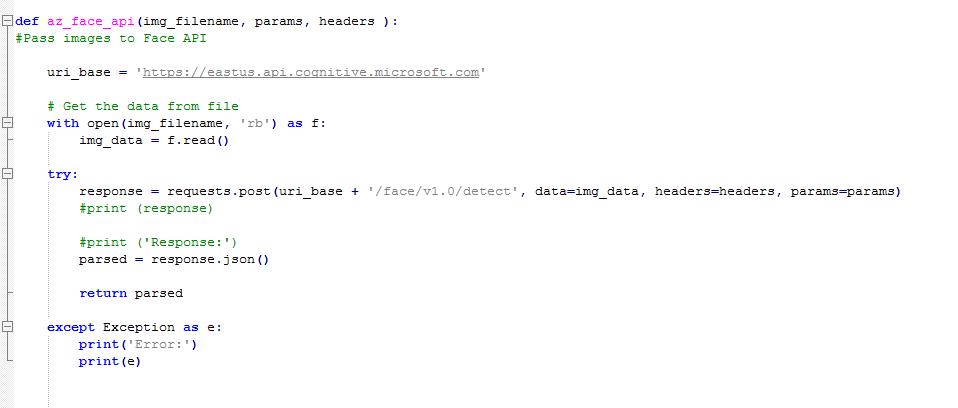 def az_face_api(img_filename, params, headers ):
#Pass images to Face API
uri_base = 'https://eastus.api.cognitive.microsoft.com'
# Get the data from file
with open(img_filename, 'rb') as f:
img_data = f.read()
try:
response = requests.post(uri_base + '/face/v1.0/detect', data=img_data, headers=headers, params=params)
#print (response)
#print ('Response:')
parsed = response.json()
return parsed
except Exception as e:
print('Error:')
print(e)